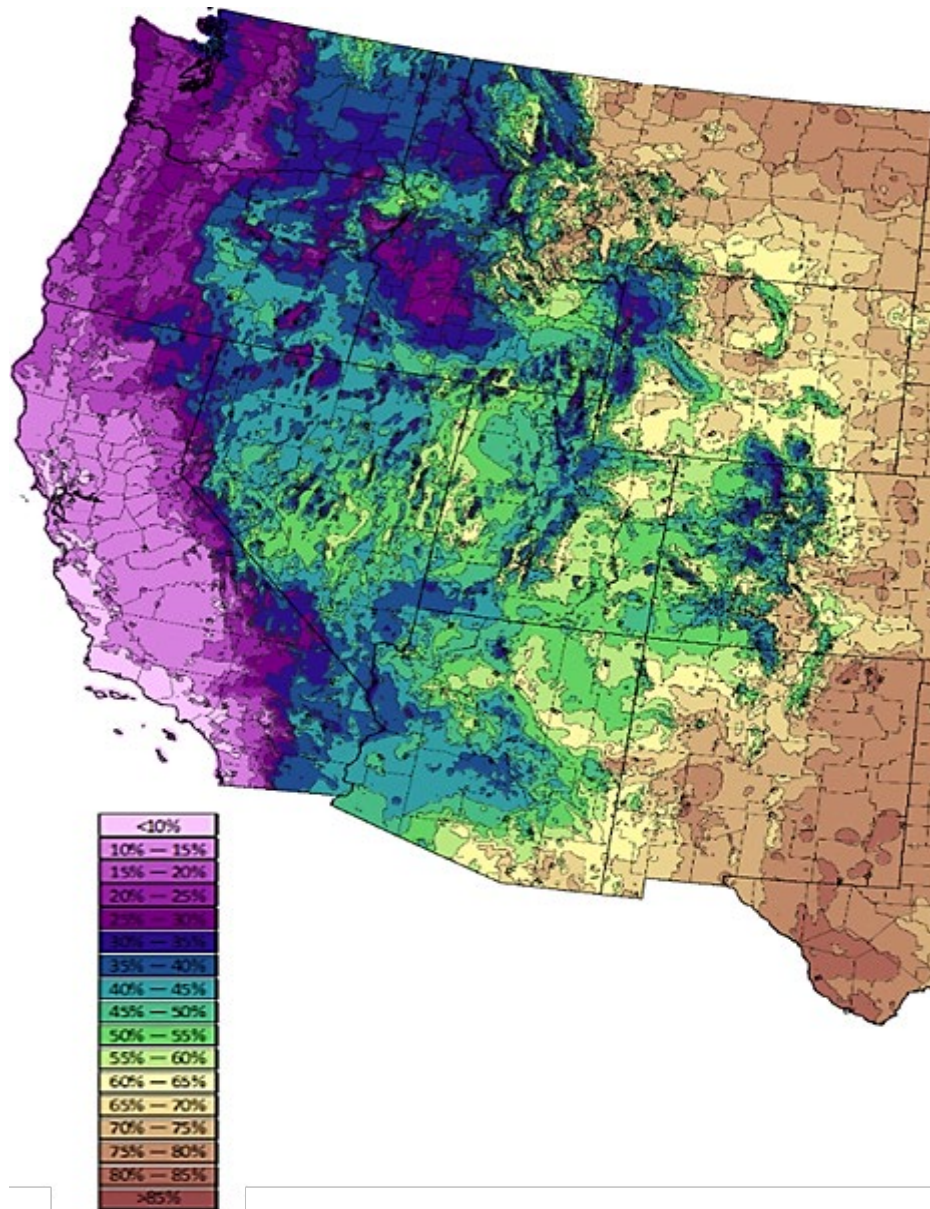 <10%
10% — 15%
15% — 20%
20% — 25%
25% — 30%
30% — 35%
35% — 40%
40% — 45%
45% — 50%
50% — 55%
55% — 60%
60% — 65%
65% — 70%
70% — 75%
75% — 80%
80% — 85%
>85%